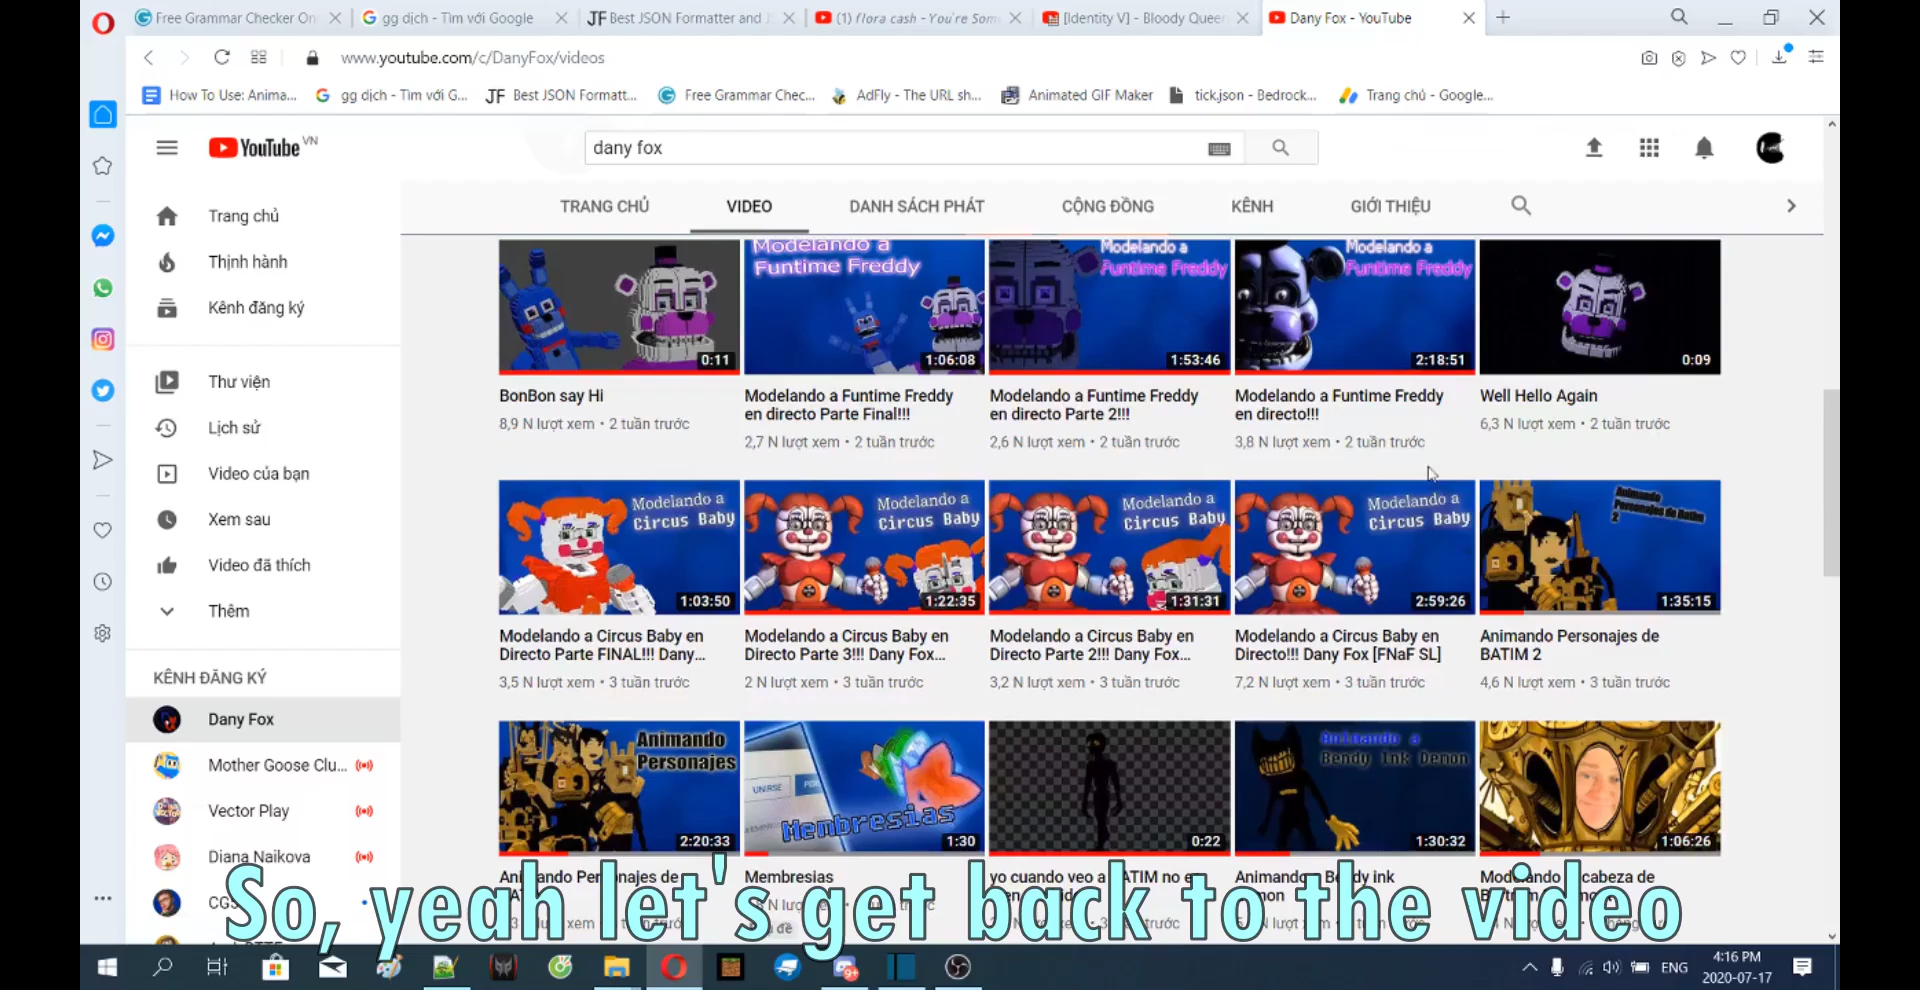 Free Grammar Checker On
gg dịch - Tìm với Google
JF Best JSON Formatter and J
(1) flora cash - You're Som
[Identity V] - Bloody Queen
Dany Fox - YouTube
www.youtube.com/c/DanyFox/videos
How To Use: Anima...
gg dịch - Tìm với G...
JF Best JSON Formatt...
Free Grammar Chec...
AdFly - The URL sh...
Animated GIF Maker
tick.json - Bedrock...
Trang chủ - Google...
YouTube VN
dany fox
TRANG CHỦ
VIDEO
DANH SÁCH PHÁT
CỘNG ĐỒNG
KÊNH
GIỚI THIỆU
Trang chủ
Thịnh hành
Kênh đăng ký
Thư viện
Lịch sử
Video của bạn
Xem sau
Video đã thích
Thêm
KÊNH ĐĂNG KÝ
Dany Fox
Mother Goose Clu...
Vector Play
Diana Naikova
0:11
BonBon say Hi
8,9 N lượt xem • 2 tuần trước
Modelando a
Funtime Freddy
1:06:08
Modelando a Funtime Freddy
en directo Parte Final!!!
2,7 N lượt xem • 2 tuần trước
Modelando a
Funtime Freddy
1:53:46
Modelando a Funtime Freddy
en directo Parte 2!!!
2,6 N lượt xem • 2 tuần trước
Modelando a
Funtime Freddy
2:18:51
Modelando a Funtime Freddy
en directo!!!
3,8 N lượt xem • 2 tuần trước
0:09
Well Hello Again
6,3 N lượt xem • 2 tuần trước
Modelando a
Circus Baby
1:03:50
Modelando a Circus Baby en
Directo Parte FINAL!!! Dany...
3,5 N lượt xem • 3 tuần trước
Modelando a
Circus Baby
1:22:35
Modelando a Circus Baby en
Directo Parte 3!!! Dany Fox...
2 N lượt xem • 3 tuần trước
Modelando a
Circus Baby
1:31:31
Modelando a Circus Baby en
Directo Parte 2!!! Dany Fox...
3,2 N lượt xem • 3 tuần trước
Modelando a
Circus Baby
2:59:26
Modelando a Circus Baby en
Directo!!! Dany Fox [FNaF SL]
7,2 N lượt xem • 3 tuần trước
Animando
Personajes de Batim
2
1:35:15
Animando Personajes de
BATIM 2
4,6 N lượt xem • 3 tuần trước
Animando
Personajes
2:20:33
UNIRSE
Membresias
1:30
Membresias
0:22
yo cuando veo a
Animando a
Bendy Ink Demon
1:30:32
1:06:26
So, yeah let's get back to the video
ENG
4:16 PM
2020-07-17